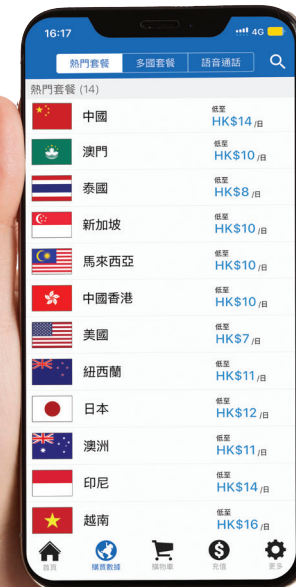 16:17
4G
熱門套餐 多國套餐 語音通話
熱門套餐 (14)
中國
低至
HK$14 /日
澳門
低至
HK$10 /日
泰國
低至
HK$8 /日
新加坡
低至
HK$10 /日
馬來西亞
低至
HK$10 /日
中國香港
低至
HK$10 /日
美國
低至
HK$7 /日
紐西蘭
低至
HK$11 /日
日本
低至
HK$12 /日
澳洲
低至
HK$11 /日
印尼
低至
HK$14 /日
越南
低至
HK$16 /日
首頁 購買數據 購物車 充值 更多